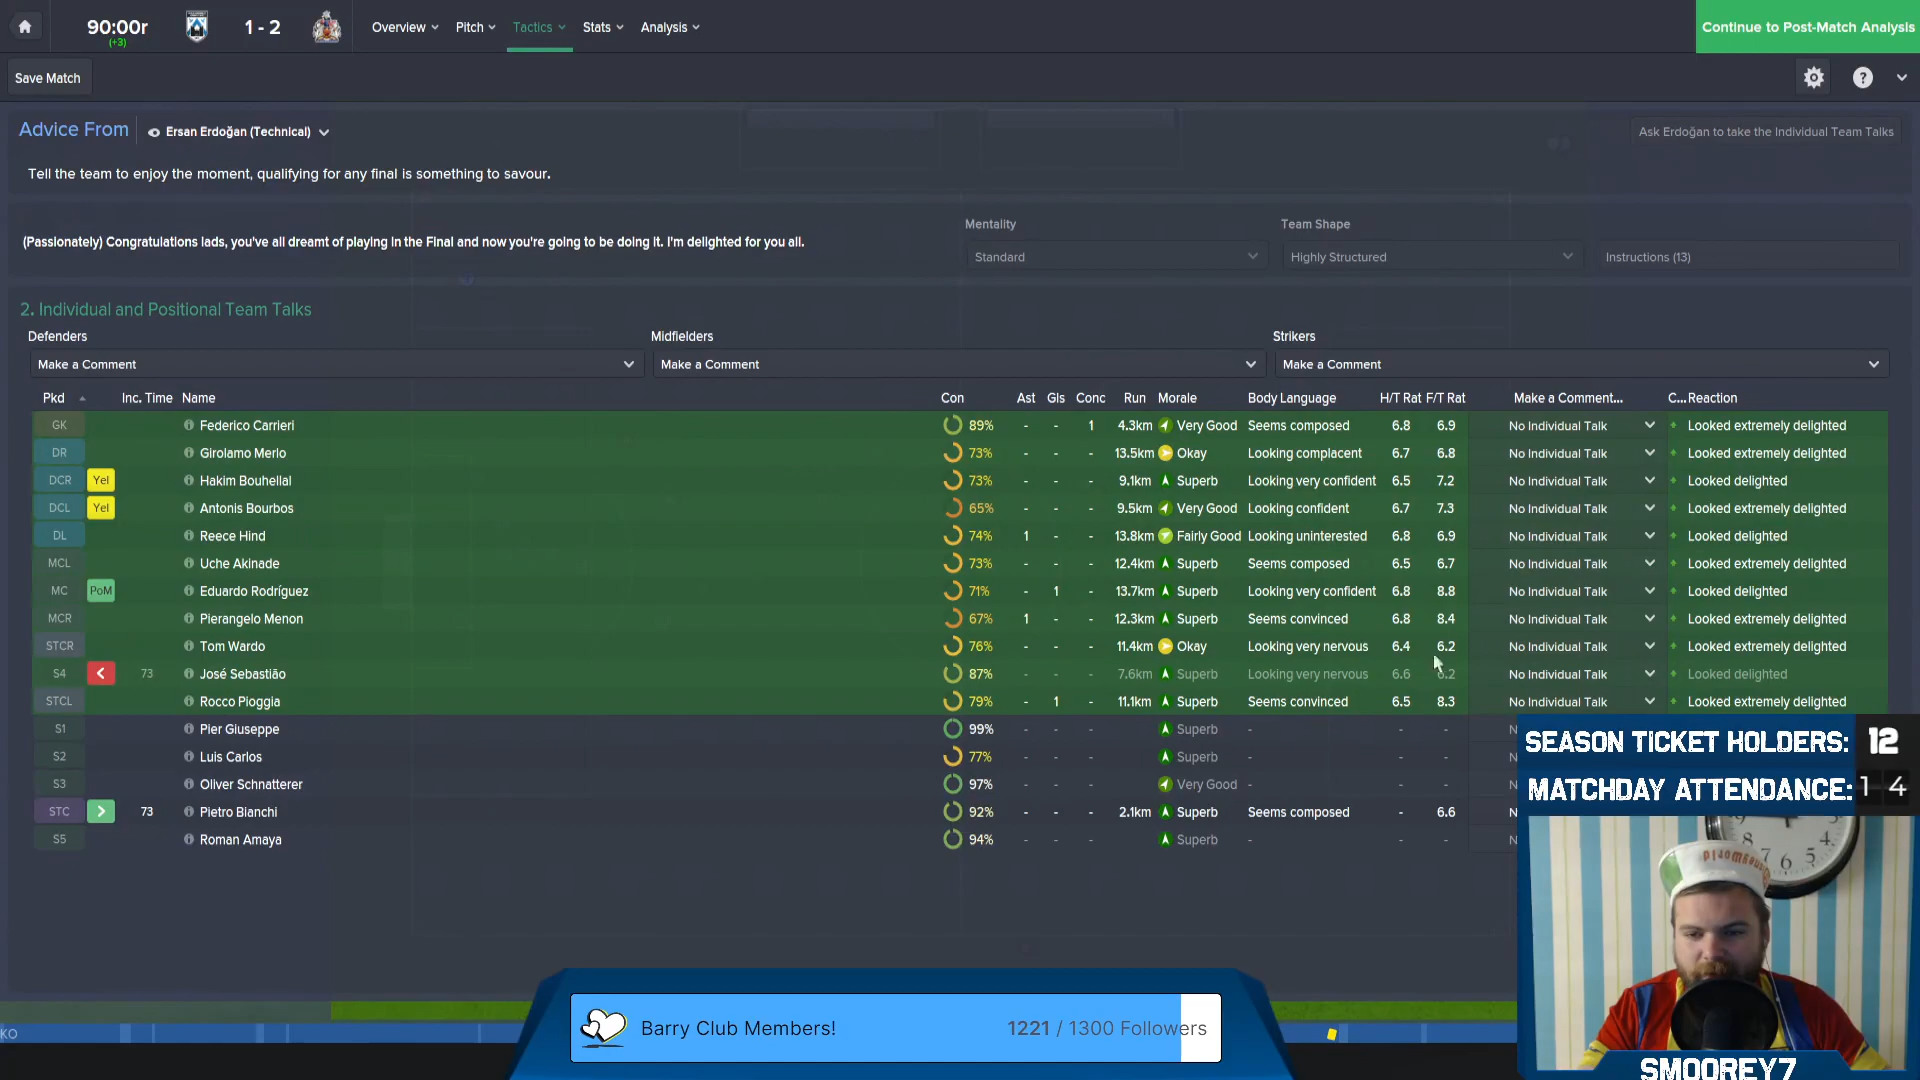 90:00r
(+3)
1 - 2
Overview
Pitch
Tactics
Stats
Analysis
Continue to Post-Match Analysis
Save Match
?
Advice From
Ersan Erdoğan (Technical)
Ask Erdoğan to take the Individual Team Talks
Tell the team to enjoy the moment, qualifying for any final is something to savour.
Mentality
Team Shape
(Passionately) Congratulations lads, you've all dreamt of playing in the Final and now you're going to be doing it. I'm delighted for you all.
Standard
Highly Structured
Instructions (13)
2. Individual and Positional Team Talks
Defenders
Midfielders
Strikers
Make a Comment
Make a Comment
Make a Comment
Pkd Inc. Time Name Con Ast Gls Conc Run Morale Body Language H/T Rat F/T Rat Make a Comment... C... Reaction
GK Federico Carrieri 89% - - 1 4.3km Very Good Seems composed 6.8 6.9 No Individual Talk Looked extremely delighted
DR Girolamo Merlo 73% - - - 13.5km Okay Looking complacent 6.7 6.8 No Individual Talk Looked extremely delighted
DCR Yel Hakim Bouhellal 73% - - - 9.1km Superb Looking very confident 6.5 7.2 No Individual Talk Looked delighted
DCL Yel Antonis Bourbos 65% - - - 9.5km Very Good Looking confident 6.7 7.3 No Individual Talk Looked extremely delighted
DL Reece Hind 74% 1 - - 13.8km Fairly Good Looking uninterested 6.8 6.9 No Individual Talk Looked delighted
MCL Uche Akinade 73% - - - 12.4km Superb Seems composed 6.5 6.7 No Individual Talk Looked extremely delighted
MC PoM Eduardo Rodríguez 71% - 1 - 13.7km Superb Looking very confident 6.8 8.8 No Individual Talk Looked delighted
MCR Pierangelo Menon 67% 1 - - 12.3km Superb Seems convinced 6.8 8.4 No Individual Talk Looked extremely delighted
STCR Tom Wardo 76% - - - 11.4km Okay Looking very nervous 6.4 6.2 No Individual Talk Looked extremely delighted
S4 73 José Sebastião 87% - - - 7.6km Superb Looking very nervous 6.6 6.2 No Individual Talk Looked delighted
STCL Rocco Pioggia 79% - 1 - 11.1km Superb Seems convinced 6.5 8.3 No Individual Talk Looked extremely delighted
S1 Pier Giuseppe 99% Superb - - -
S2 Luis Carlos 77% Superb - - -
S3 Oliver Schnatterer 97% Very Good - - -
STC 73 Pietro Bianchi 92% - - - 2.1km Superb Seems composed - 6.6
S5 Roman Amaya 94% - - - Superb - - -
SEASON TICKET HOLDERS: 12
MATCHDAY ATTENDANCE: 14
KO
Barry Club Members!
1221 / 1300 Followers
SMOOREY7